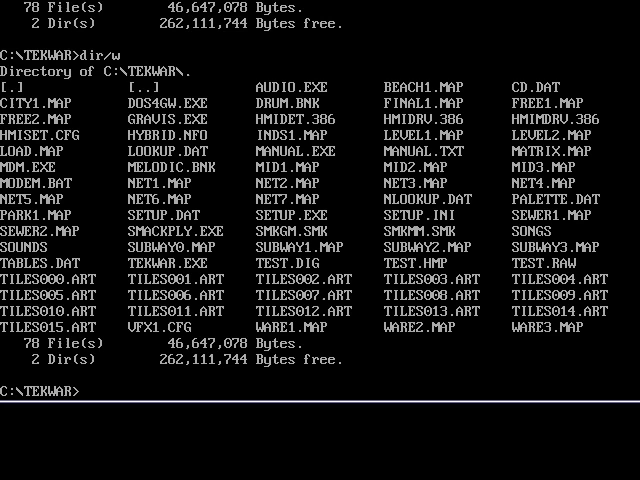 78 File(s)         46,647,078 Bytes.
2 Dir(s)         262,111,744 Bytes free.
C:\TEKWAR>dir/w
Directory of C:\TEKWAR\.
[.]             [..]            AUDIO.EXE       BEACH1.MAP      CD.DAT
CITY1.MAP       DOS4GW.EXE      DRUM.BNK        FINAL1.MAP      FREE1.MAP
FREE2.MAP       GRAVIS.EXE      HMIDET.386      HMIDRV.386      HMIMDRV.386
HMISET.CFG      HYBRID.NFO      INDS1.MAP       LEVEL1.MAP      LEVEL2.MAP
LOAD.MAP        LOOKUP.DAT      MANUAL.EXE      MANUAL.TXT      MATRIX.MAP
MDM.EXE         MELODIC.BNK     MID1.MAP        MID2.MAP        MID3.MAP
MODEM.BAT       NET1.MAP        NET2.MAP        NET3.MAP        NET4.MAP
NET5.MAP        NET6.MAP        NET7.MAP        NLOOKUP.DAT     PALETTE.DAT
PARK1.MAP       SETUP.DAT       SETUP.EXE       SETUP.INI       SEWER1.MAP
SEWER2.MAP      SMACKPLY.EXE    SMKGM.SMK       SMKMM.SMK       SONGS
SOUNDS          SUBWAY0.MAP     SUBWAY1.MAP     SUBWAY2.MAP     SUBWAY3.MAP
TABLES.DAT      TEKWAR.EXE      TEST.DIG        TEST.HMP        TEST.RAW
TILES000.ART    TILES001.ART    TILES002.ART    TILES003.ART    TILES004.ART
TILES005.ART    TILES006.ART    TILES007.ART    TILES008.ART    TILES009.ART
TILES010.ART    TILES011.ART    TILES012.ART    TILES013.ART    TILES014.ART
TILES015.ART    VFX1.CFG        WARE1.MAP       WARE2.MAP       WARE3.MAP
78 File(s)         46,647,078 Bytes.
2 Dir(s)         262,111,744 Bytes free.
C:\TEKWAR>